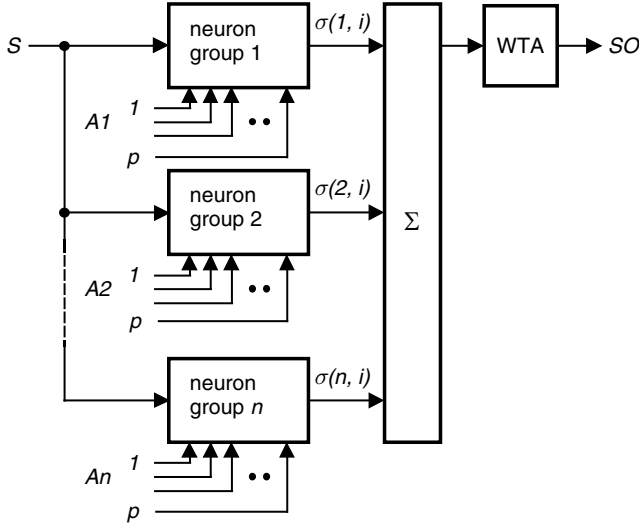 S
neuron group 1
σ(1, i)
WTA
SO
A1
1
p
neuron group 2
σ(2, i)
Σ
A2
1
p
neuron group n
σ(n, i)
An
1
p